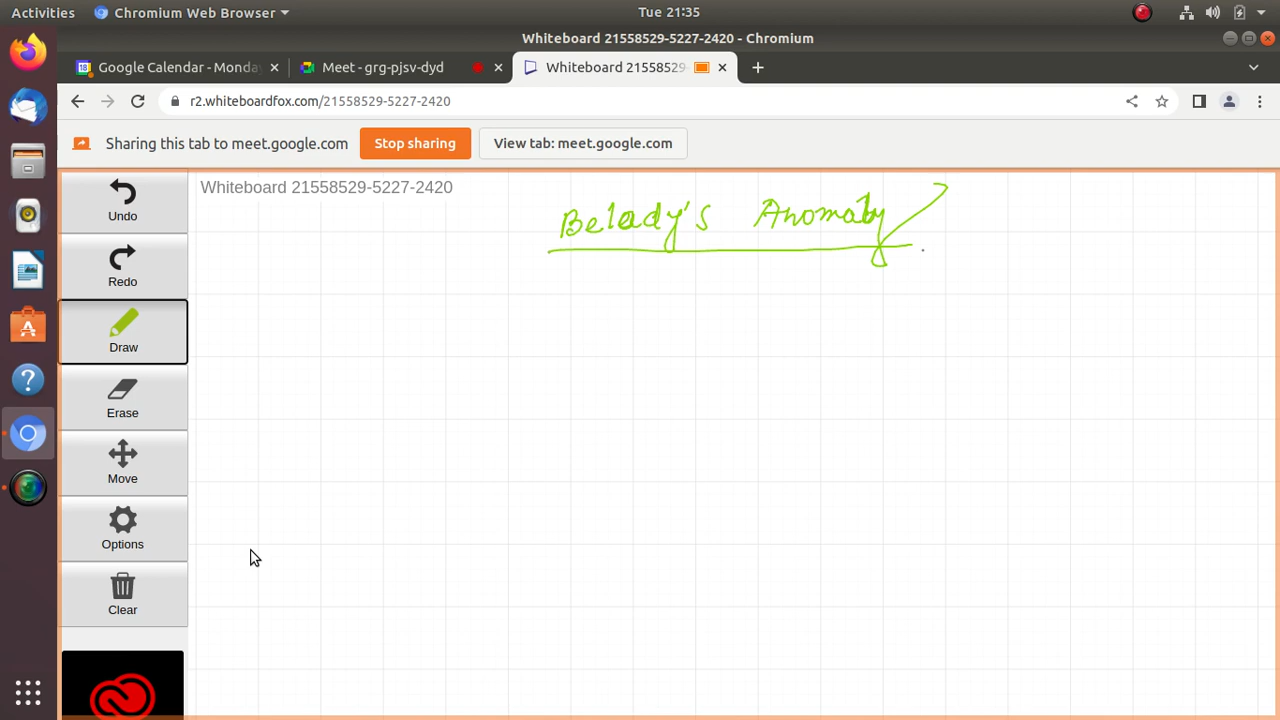 Activities Chromium Web Browser Tue 21:35
Whiteboard 21558529-5227-2420 - Chromium
Google Calendar - Monday Meet - grg-pjsv-dyd Whiteboard 21558529-
r2.whiteboardfox.com/21558529-5227-2420
Sharing this tab to meet.google.com Stop sharing View tab: meet.google.com
Whiteboard 21558529-5227-2420
Belady's Anomaly
Undo
Redo
Draw
Erase
Move
Options
Clear